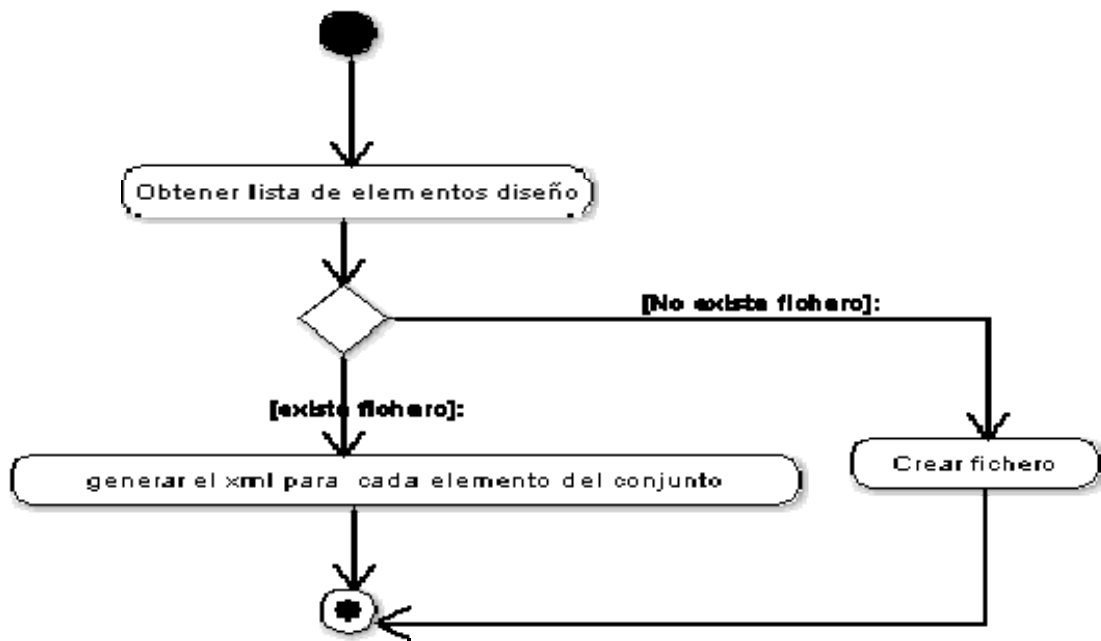 Obtener lista de elementos diseño
[No existe fichero]:
[existe fichero]:
generar el xml para cada elemento del conjunto
Crear fichero